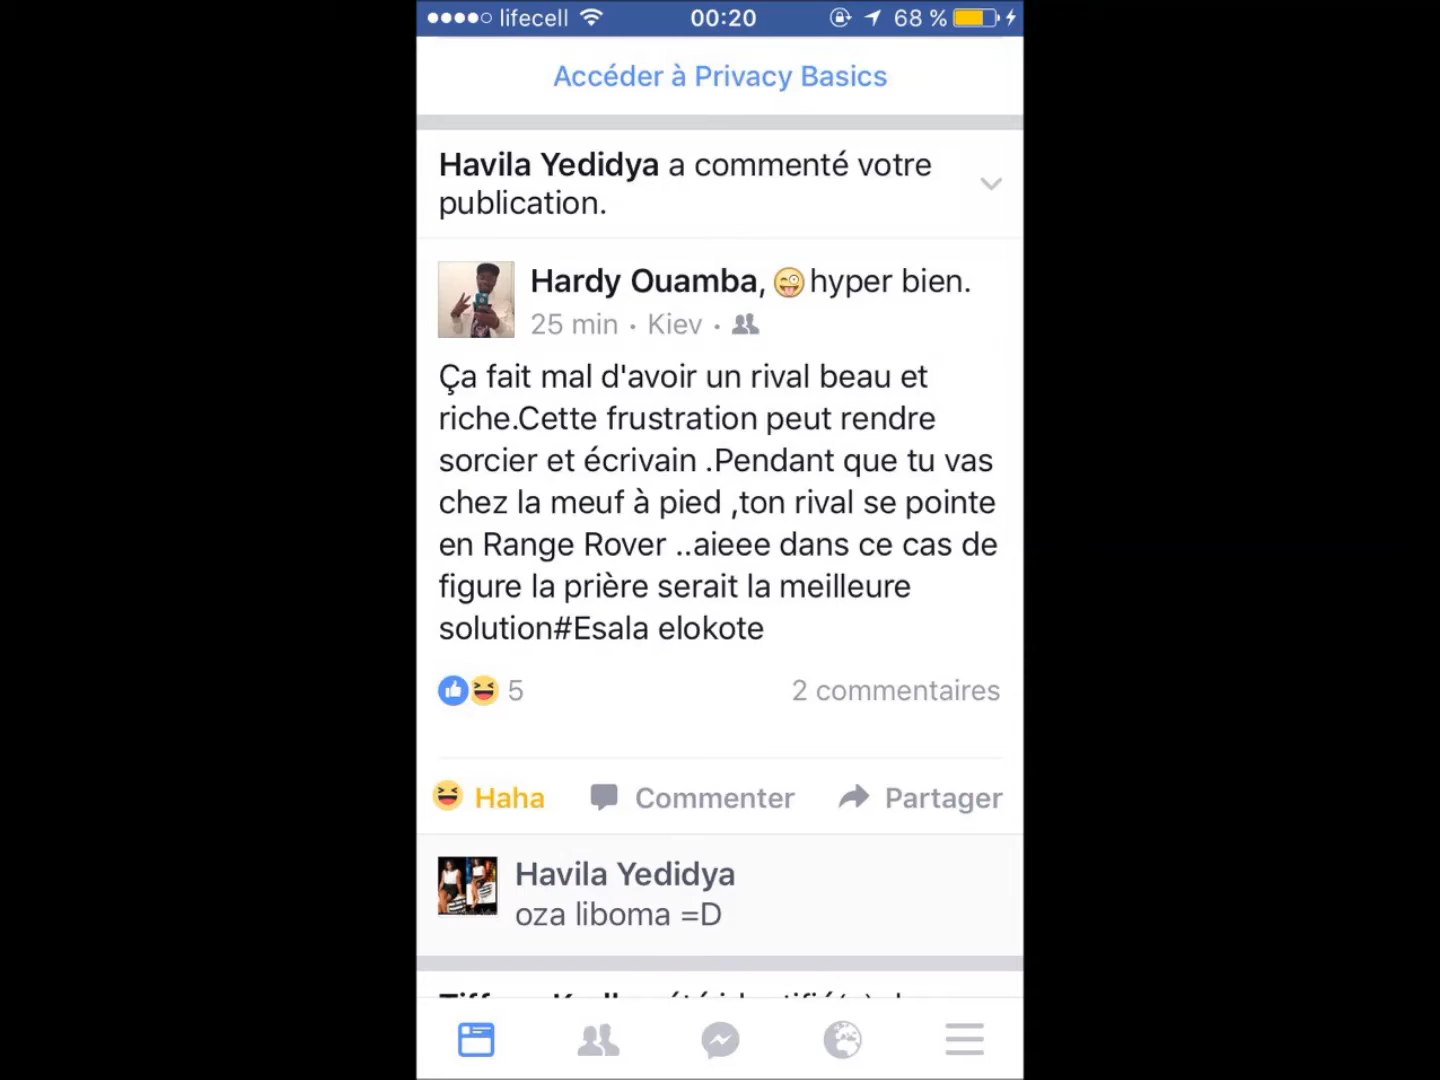 lifecell 00:20 68 %
Accéder à Privacy Basics
Havila Yedidya a commenté votre
publication.
Hardy Ouamba, 😜 hyper bien.
25 min · Kiev ·
Ça fait mal d'avoir un rival beau et
riche.Cette frustration peut rendre
sorcier et écrivain .Pendant que tu vas
chez la meuf à pied ,ton rival se pointe
en Range Rover ..aieee dans ce cas de
figure la prière serait la meilleure
solution#Esala elokote
5 2 commentaires
Haha Commenter Partager
Havila Yedidya
oza liboma =D